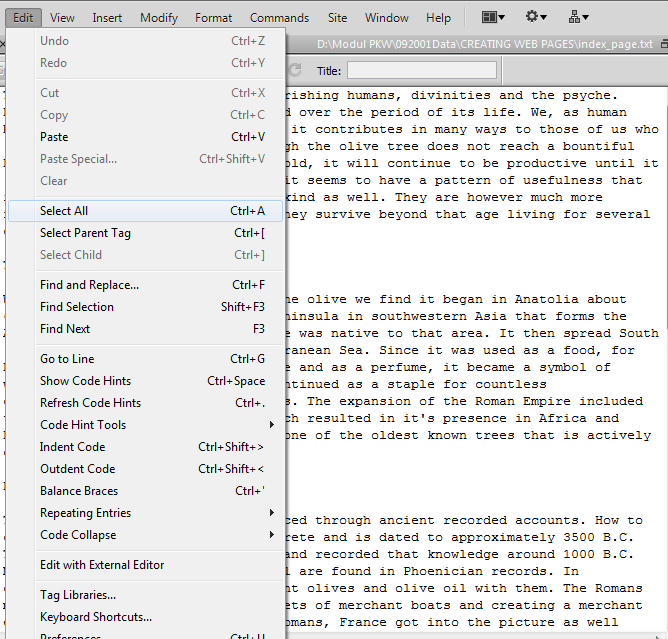 Edit View Insert Modify Format Commands Site Window Help
Undo Ctrl+Z
Redo Ctrl+Y
Cut Ctrl+X
Copy Ctrl+C
Paste Ctrl+V
Paste Special... Ctrl+Shift+V
Clear
Select All Ctrl+A
Select Parent Tag Ctrl+[
Select Child Ctrl+]
Find and Replace... Ctrl+F
Find Selection Shift+F3
Find Next F3
Go to Line Ctrl+G
Show Code Hints Ctrl+Space
Refresh Code Hints Ctrl+.
Code Hint Tools
Indent Code Ctrl+Shift+>
Outdent Code Ctrl+Shift+<
Balance Braces Ctrl+'
Repeating Entries
Code Collapse
Edit with External Editor
Tag Libraries...
Keyboard Shortcuts...
Preferences Ctrl+U
D:\Modul PKW\092001Data\CREATING WEB PAGES\index_page.txt
Title:
rishing humans, divinities and the psyche.
d over the period of its life. We, as human
it contributes in many ways to those of us who
gh the olive tree does not reach a bountiful
old, it will continue to be productive until it
it seems to have a pattern of usefulness that
kind as well. They are however much more
hey survive beyond that age living for several
he olive we find it began in Anatolia about
ninsula in southwestern Asia that forms the
e was native to that area. It then spread South
ranean Sea. Since it was used as a food, for
e and as a perfume, it became a symbol of
ntinued as a staple for countless
s. The expansion of the Roman Empire included
ch resulted in it's presence in Africa and
one of the oldest known trees that is actively
ced through ancient recorded accounts. How to
rete and is dated to approximately 3500 B.C.
and recorded that knowledge around 1000 B.C.
l are found in Phoenician records. In
nt olives and olive oil with them. The Romans
ets of merchant boats and creating a merchant
omans, France got into the picture as well